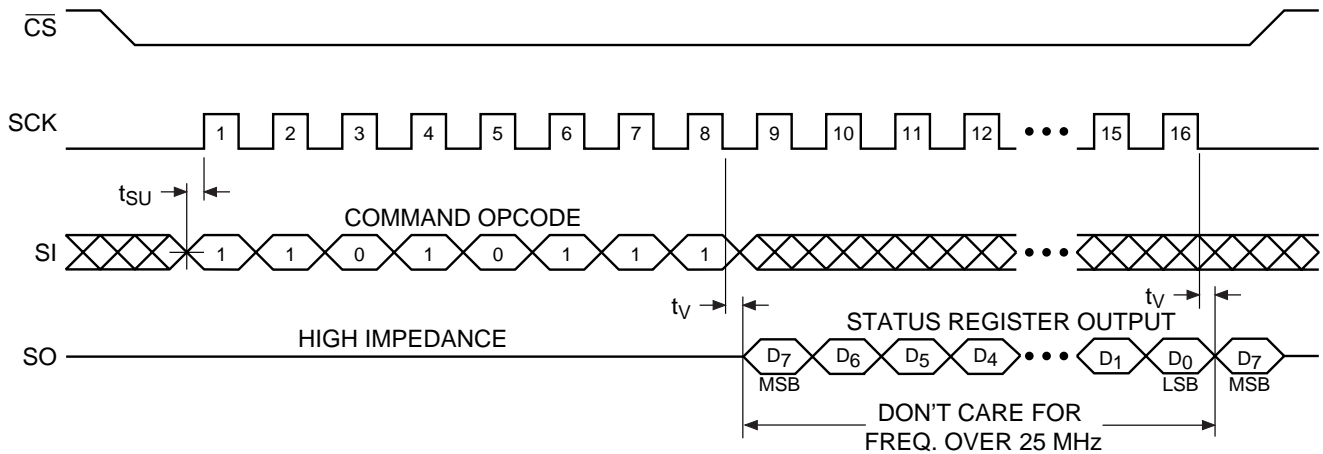 CS
SCK
1 2 3 4 5 6 7 8 9 10 11 12 ••• 15 16
tSU
COMMAND OPCODE
SI
1 1 0 1 0 1 1 1 •••
tV
tV
HIGH IMPEDANCE
STATUS REGISTER OUTPUT
SO
D7 D6 D5 D4 ••• D1 D0 D7
MSB LSB MSB
DON'T CARE FOR
FREQ. OVER 25 MHz